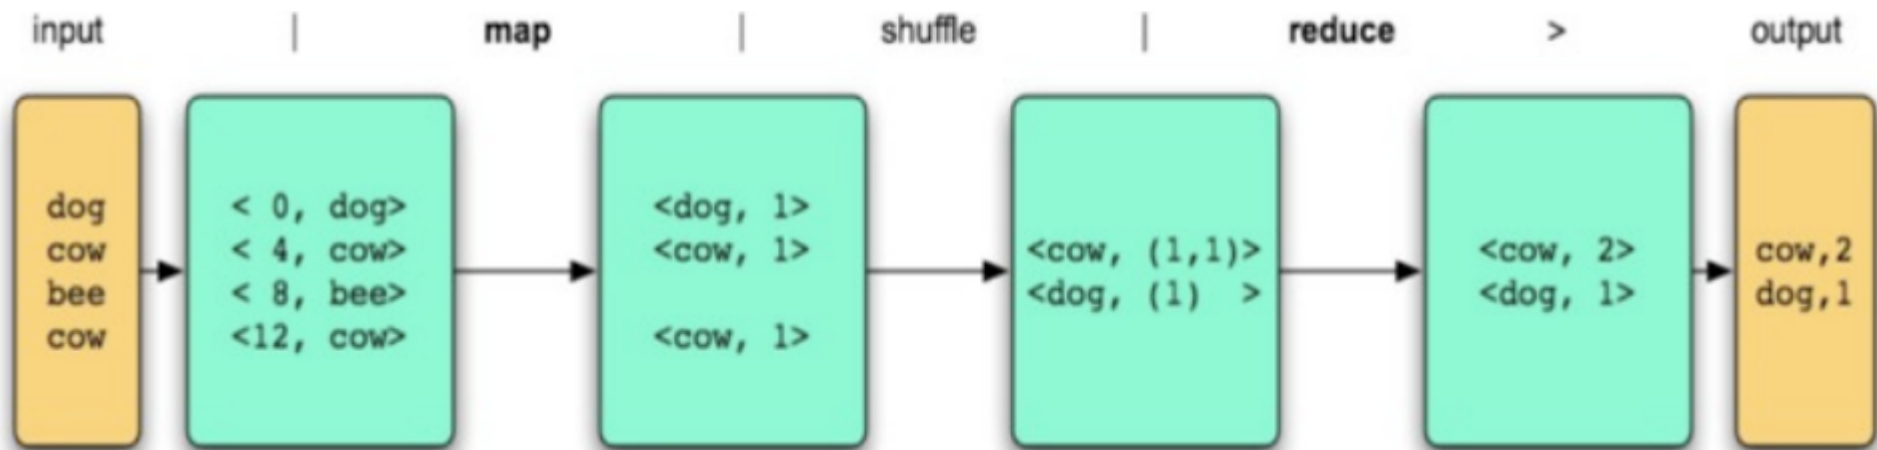 input | map | shuffle | reduce > output
dog
cow
bee
cow
< 0, dog>
< 4, cow>
< 8, bee>
<12, cow>
<dog, 1>
<cow, 1>
<cow, 1>
<cow, (1,1)>
<dog, (1) >
<cow, 2>
<dog, 1>
cow,2
dog,1